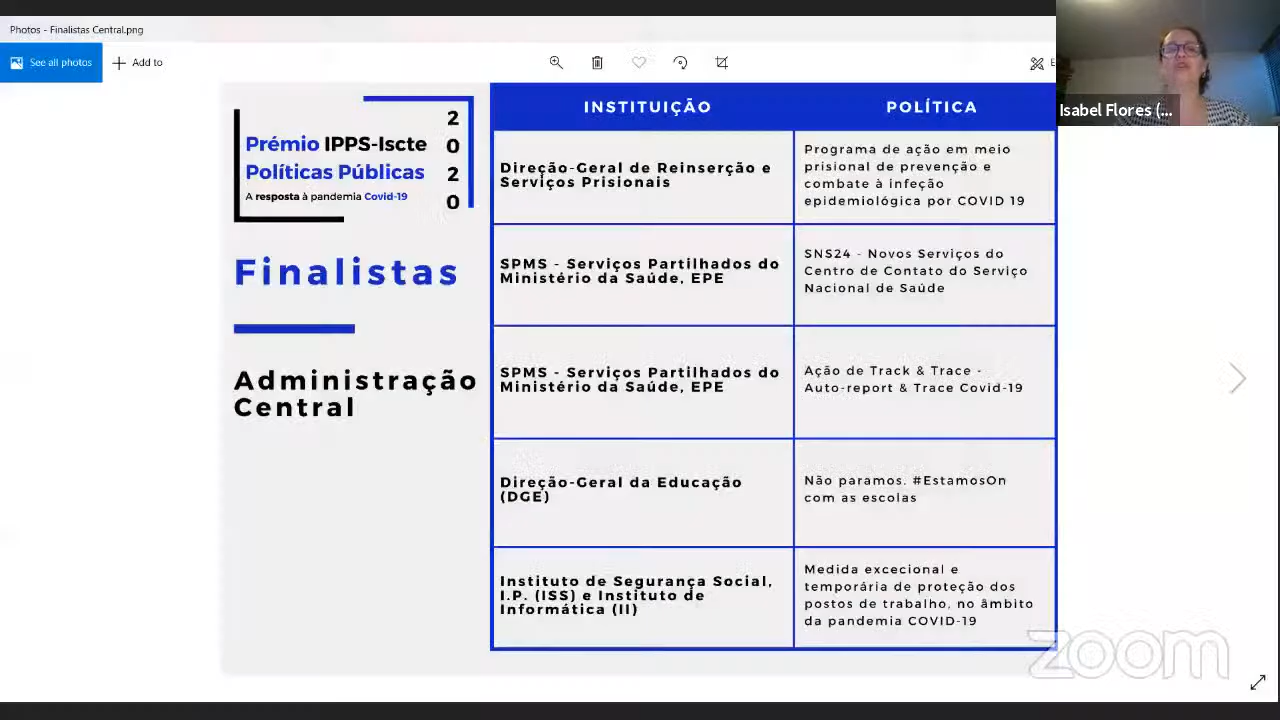 Photos - Finalistas Central.png
See all photos
Add to
Isabel Flores (...
Prémio IPPS-Iscte
Políticas Públicas
A resposta à pandemia Covid-19
2
0
2
0
Finalistas
Administração
Central
INSTITUIÇÃO
POLÍTICA
Direção-Geral de Reinserção e
Serviços Prisionais
Programa de ação em meio
prisional de prevenção e
combate à infeção
epidemiológica por COVID 19
SPMS - Serviços Partilhados do
Ministério da Saúde, EPE
SNS24 - Novos Serviços do
Centro de Contato do Serviço
Nacional de Saúde
SPMS - Serviços Partilhados do
Ministério da Saúde, EPE
Ação de Track & Trace -
Auto-report & Trace Covid-19
Direção-Geral da Educação
(DGE)
Não paramos. #EstamosOn
com as escolas
Instituto de Segurança Social,
I.P. (ISS) e Instituto de
Informática (II)
Medida excecional e
temporária de proteção dos
postos de trabalho, no âmbito
da pandemia COVID-19
zoom